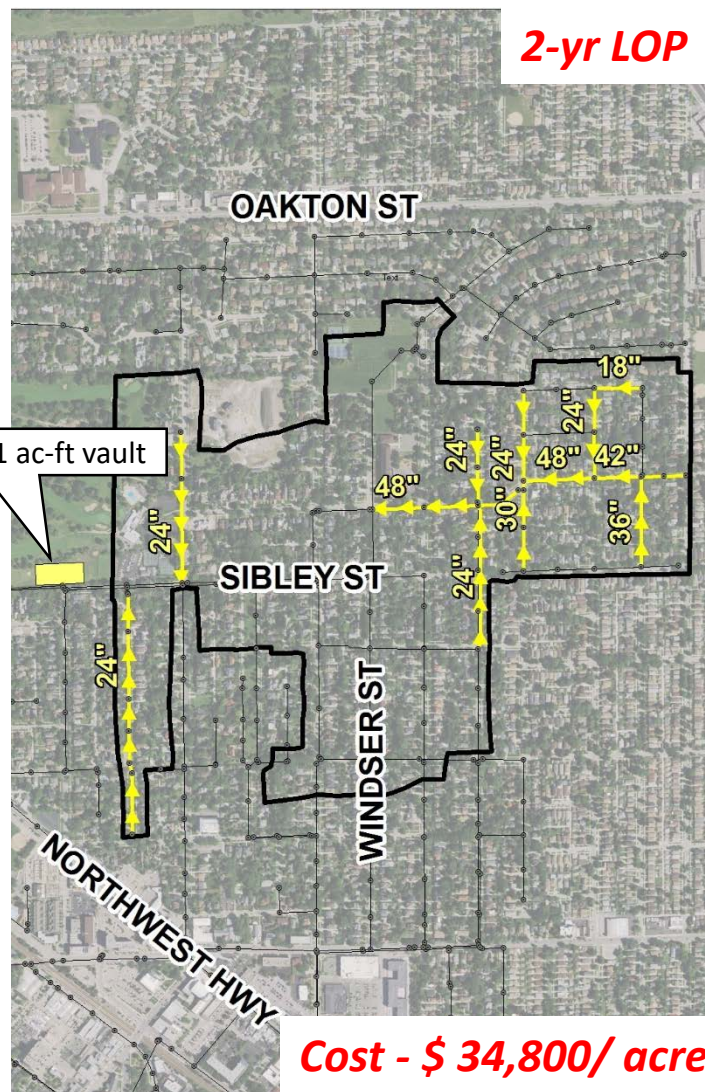 2-yr LOP
OAKTON ST
18"
24"
24"
24"
48"
42"
48"
30"
36"
24"
24"
1 ac-ft vault
SIBLEY ST
24"
WINDSER ST
NORTHWEST HWY
Cost - $ 34,800/ acre